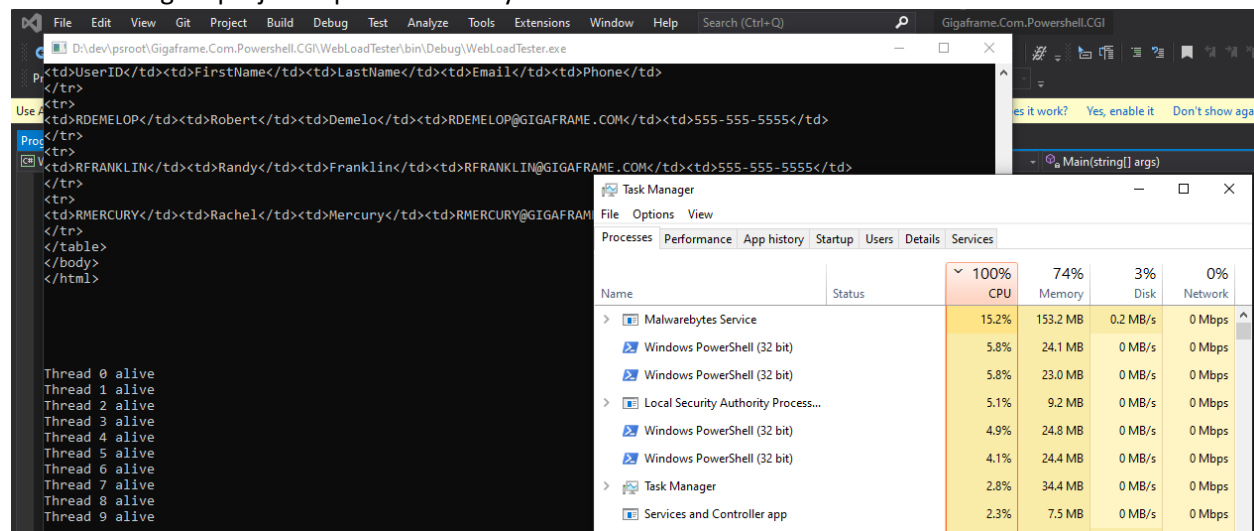 File Edit View Git Project Build Debug Test Analyze Tools Extensions Window Help Search (Ctrl+Q) Gigaframe.Com.Powershell.CGI
D:\dev\psroot\Gigaframe.Com.Powershell.CGI\WebLoadTester\bin\Debug\WebLoadTester.exe
<td>UserID</td><td>FirstName</td><td>LastName</td><td>Email</td><td>Phone</td>
</tr>
<tr>
Use
es it work? Yes, enable it Don't show aga
<td>RDEMELOP</td><td>Robert</td><td>Demelo</td><td>RDEMELOP@GIGAFRAME.COM</td><td>555-555-5555</td>
</tr>
<tr>
Main(string[] args)
<td>RFRANKLIN</td><td>Randy</td><td>Franklin</td><td>RFRANKLIN@GIGAFRAME.COM</td><td>555-555-5555</td>
</tr>
<tr>
<td>RMERCURY</td><td>Rachel</td><td>Mercury</td><td>RMERCURY@GIGAFRAM
</tr>
</table>
</body>
</html>
Thread 0 alive
Thread 1 alive
Thread 2 alive
Thread 3 alive
Thread 4 alive
Thread 5 alive
Thread 6 alive
Thread 7 alive
Thread 8 alive
Thread 9 alive
Task Manager
File Options View
Processes Performance App history Startup Users Details Services
100% 74% 3% 0%
Name Status CPU Memory Disk Network
Malwarebytes Service 15.2% 153.2 MB 0.2 MB/s 0 Mbps
Windows PowerShell (32 bit) 5.8% 24.1 MB 0 MB/s 0 Mbps
Windows PowerShell (32 bit) 5.8% 23.0 MB 0 MB/s 0 Mbps
Local Security Authority Process... 5.1% 9.2 MB 0 MB/s 0 Mbps
Windows PowerShell (32 bit) 4.9% 24.8 MB 0 MB/s 0 Mbps
Windows PowerShell (32 bit) 4.1% 24.4 MB 0 MB/s 0 Mbps
Task Manager 2.8% 34.4 MB 0 MB/s 0 Mbps
Services and Controller app 2.3% 7.5 MB 0 MB/s 0 Mbps